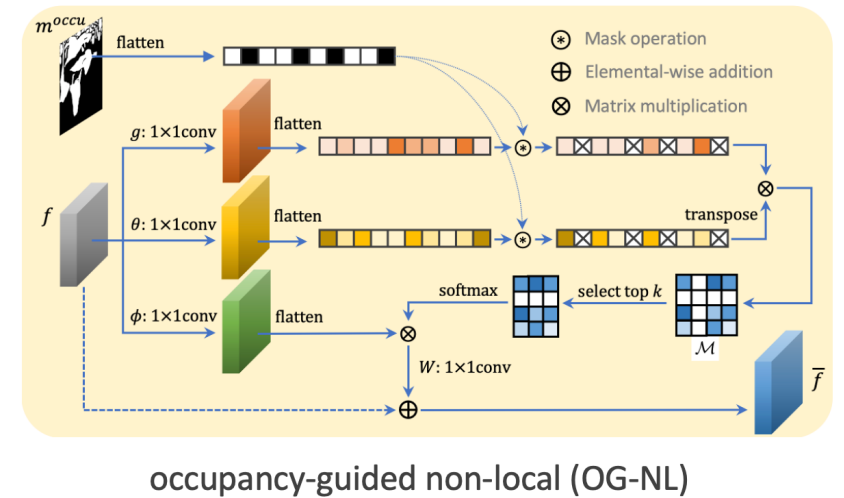 m^occu
flatten
Mask operation
Elemental-wise addition
Matrix multiplication
g: 1×1conv
flatten
f
θ: 1×1conv
flatten
transpose
ϕ: 1×1conv
flatten
softmax
select top k
ℳ
W: 1×1conv
f̅
occupancy-guided non-local (OG-NL)